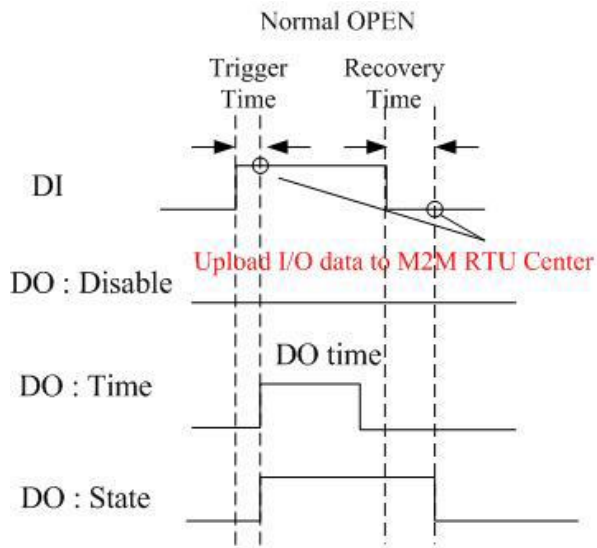 Normal OPEN
Trigger Time
Recovery Time
DI
Upload I/O data to M2M RTU Center
DO : Disable
DO time
DO : Time
DO : State